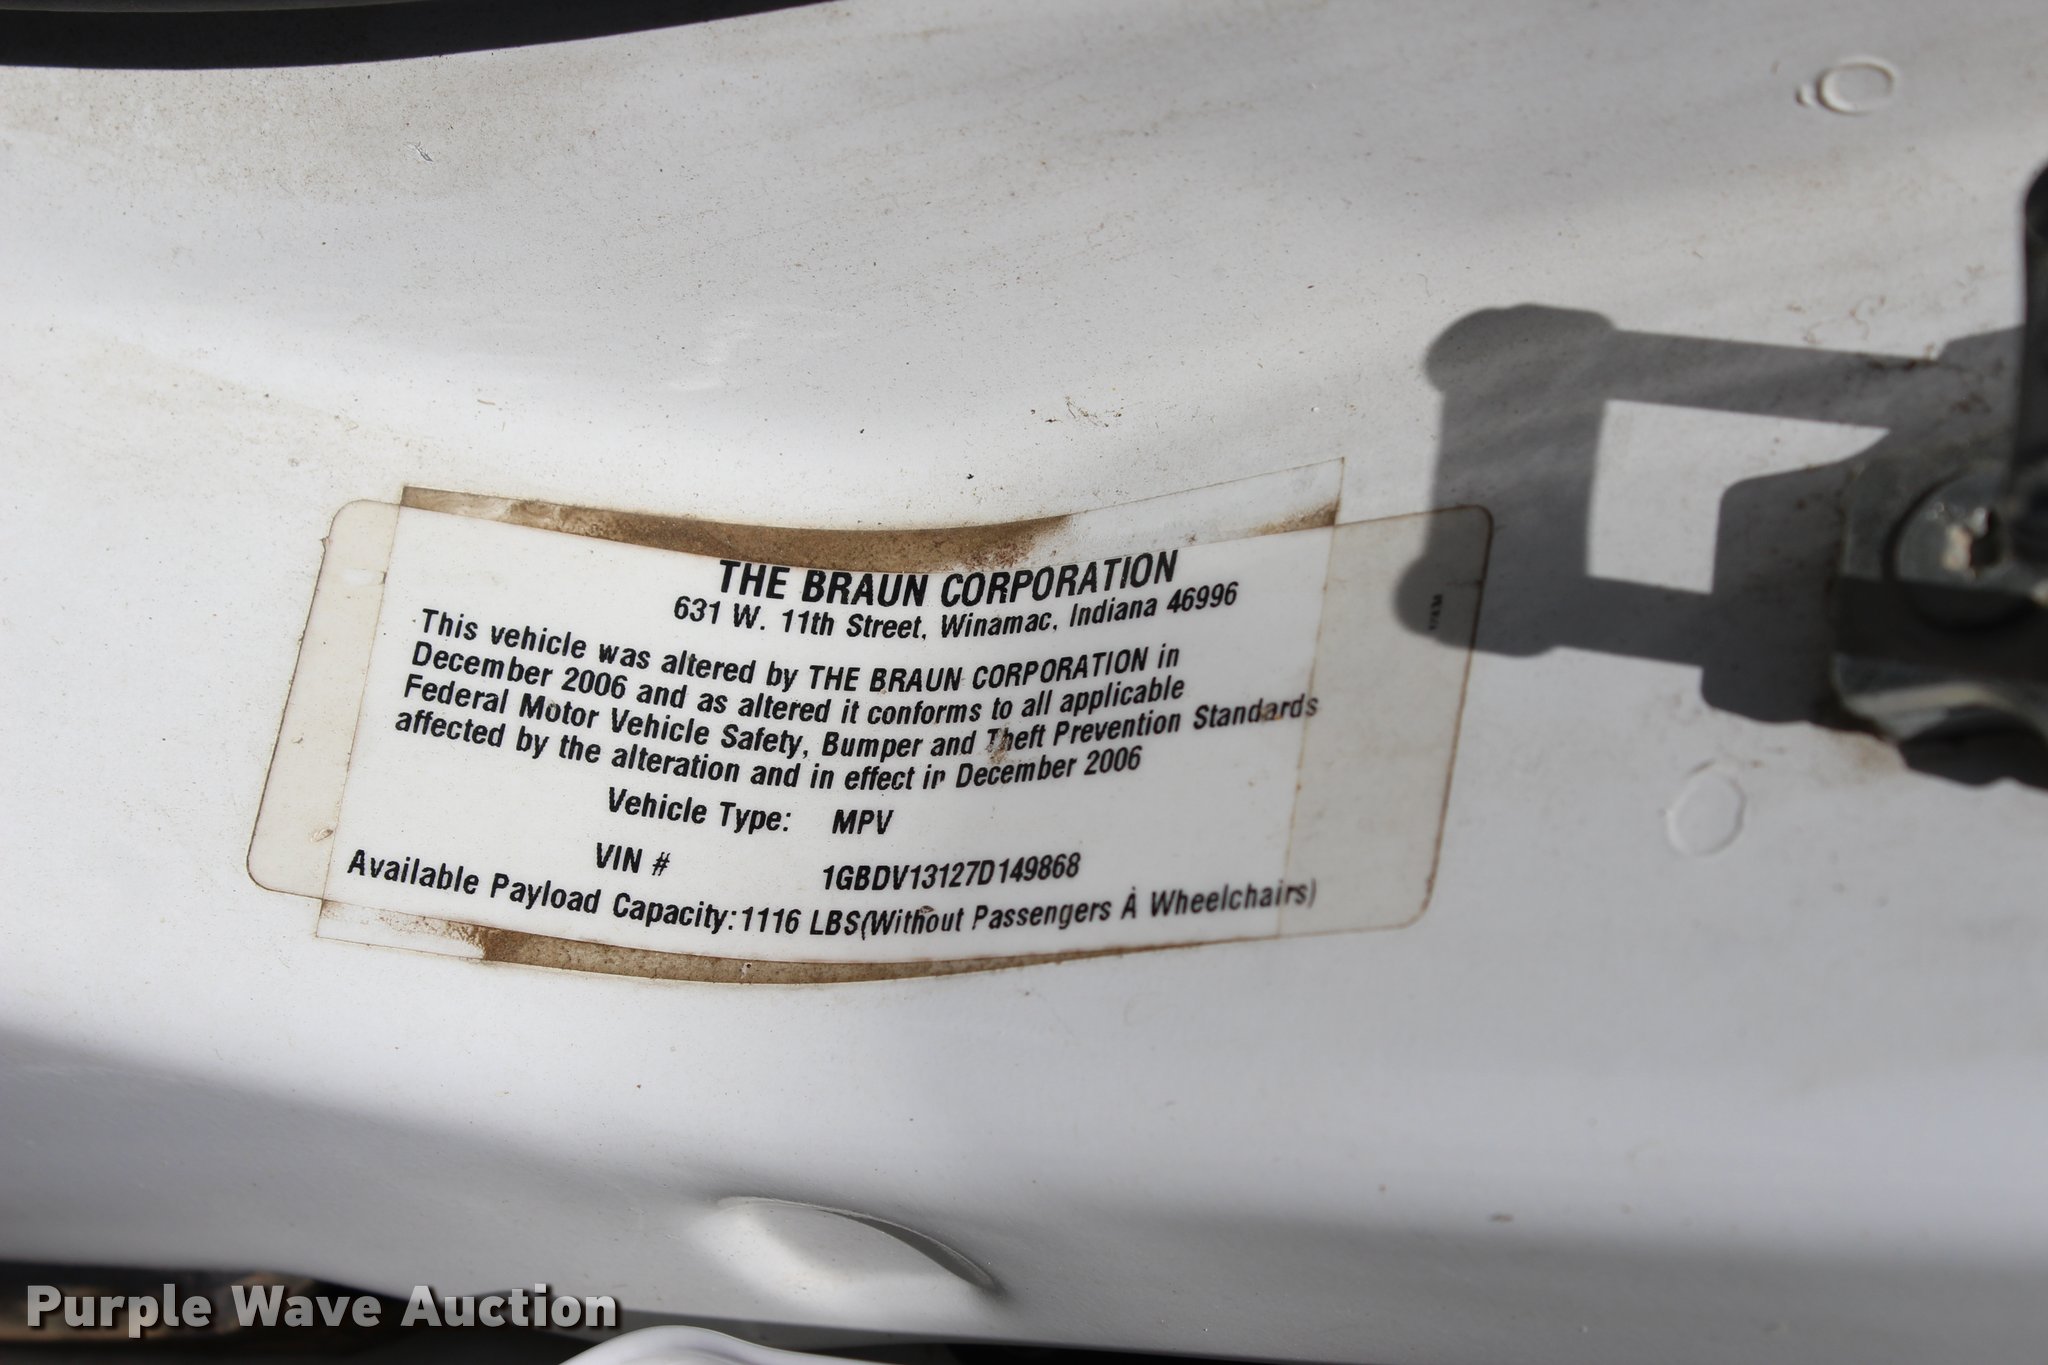 THE BRAUN CORPORATION
631 W. 11th Street, Winamac, Indiana 46996
This vehicle was altered by THE BRAUN CORPORATION in
December 2006 and as altered it conforms to all applicable
Federal Motor Vehicle Safety, Bumper and Theft Prevention Standards
affected by the alteration and in effect in December 2006
Vehicle Type: MPV
VIN # 1GBDV13127D149868
Available Payload Capacity:1116 LBS(Without Passengers À Wheelchairs)
Purple Wave Auction